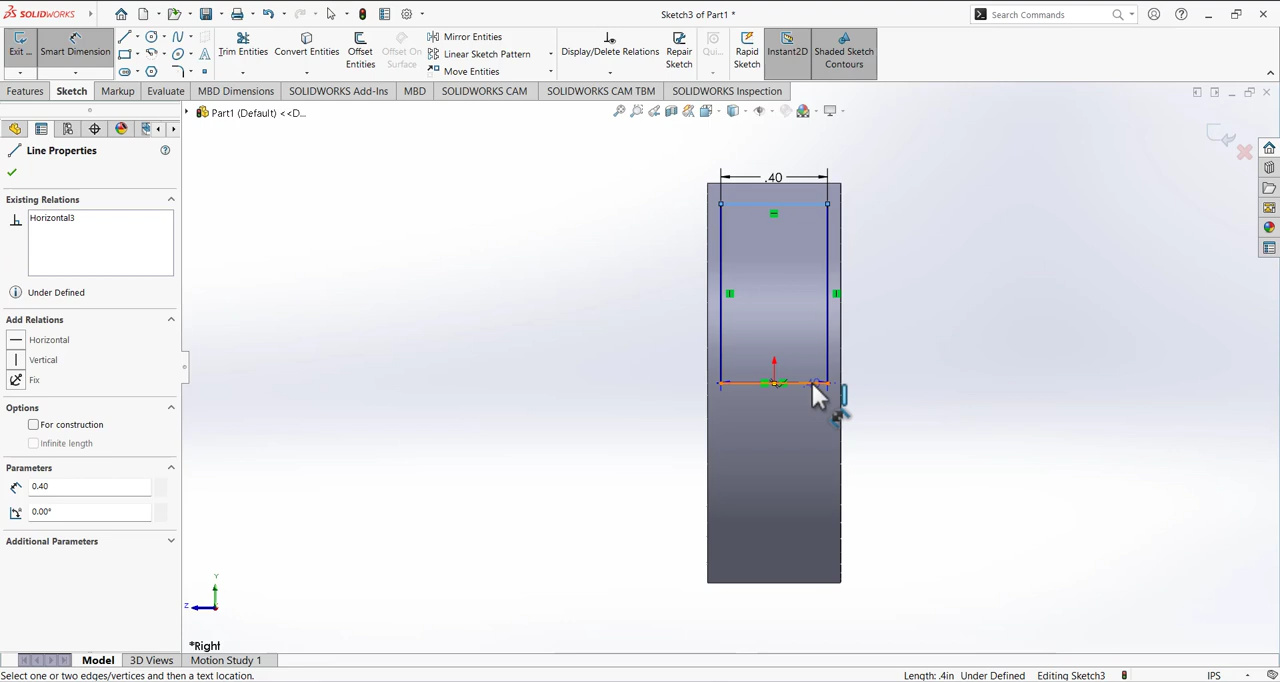 SOLIDWORKS
Sketch3 of Part1 *
Search Commands
Exit ...
Smart Dimension
Trim Entities
Convert Entities
Offset Entities
Offset On Surface
Mirror Entities
Linear Sketch Pattern
Move Entities
Display/Delete Relations
Repair Sketch
Qui...
Rapid Sketch
Instant2D
Shaded Sketch Contours
Features
Sketch
Markup
Evaluate
MBD Dimensions
SOLIDWORKS Add-Ins
MBD
SOLIDWORKS CAM
SOLIDWORKS CAM TBM
SOLIDWORKS Inspection
Part1 (Default) <<D...
Line Properties
Existing Relations
Horizontal3
Under Defined
Add Relations
Horizontal
Vertical
Fix
Options
For construction
Infinite length
Parameters
0.40
0.00°
Additional Parameters
.40
Y
Z
*Right
Model
3D Views
Motion Study 1
Select one or two edges/vertices and then a text location.
Length: .4in
Under Defined
Editing Sketch3
IPS